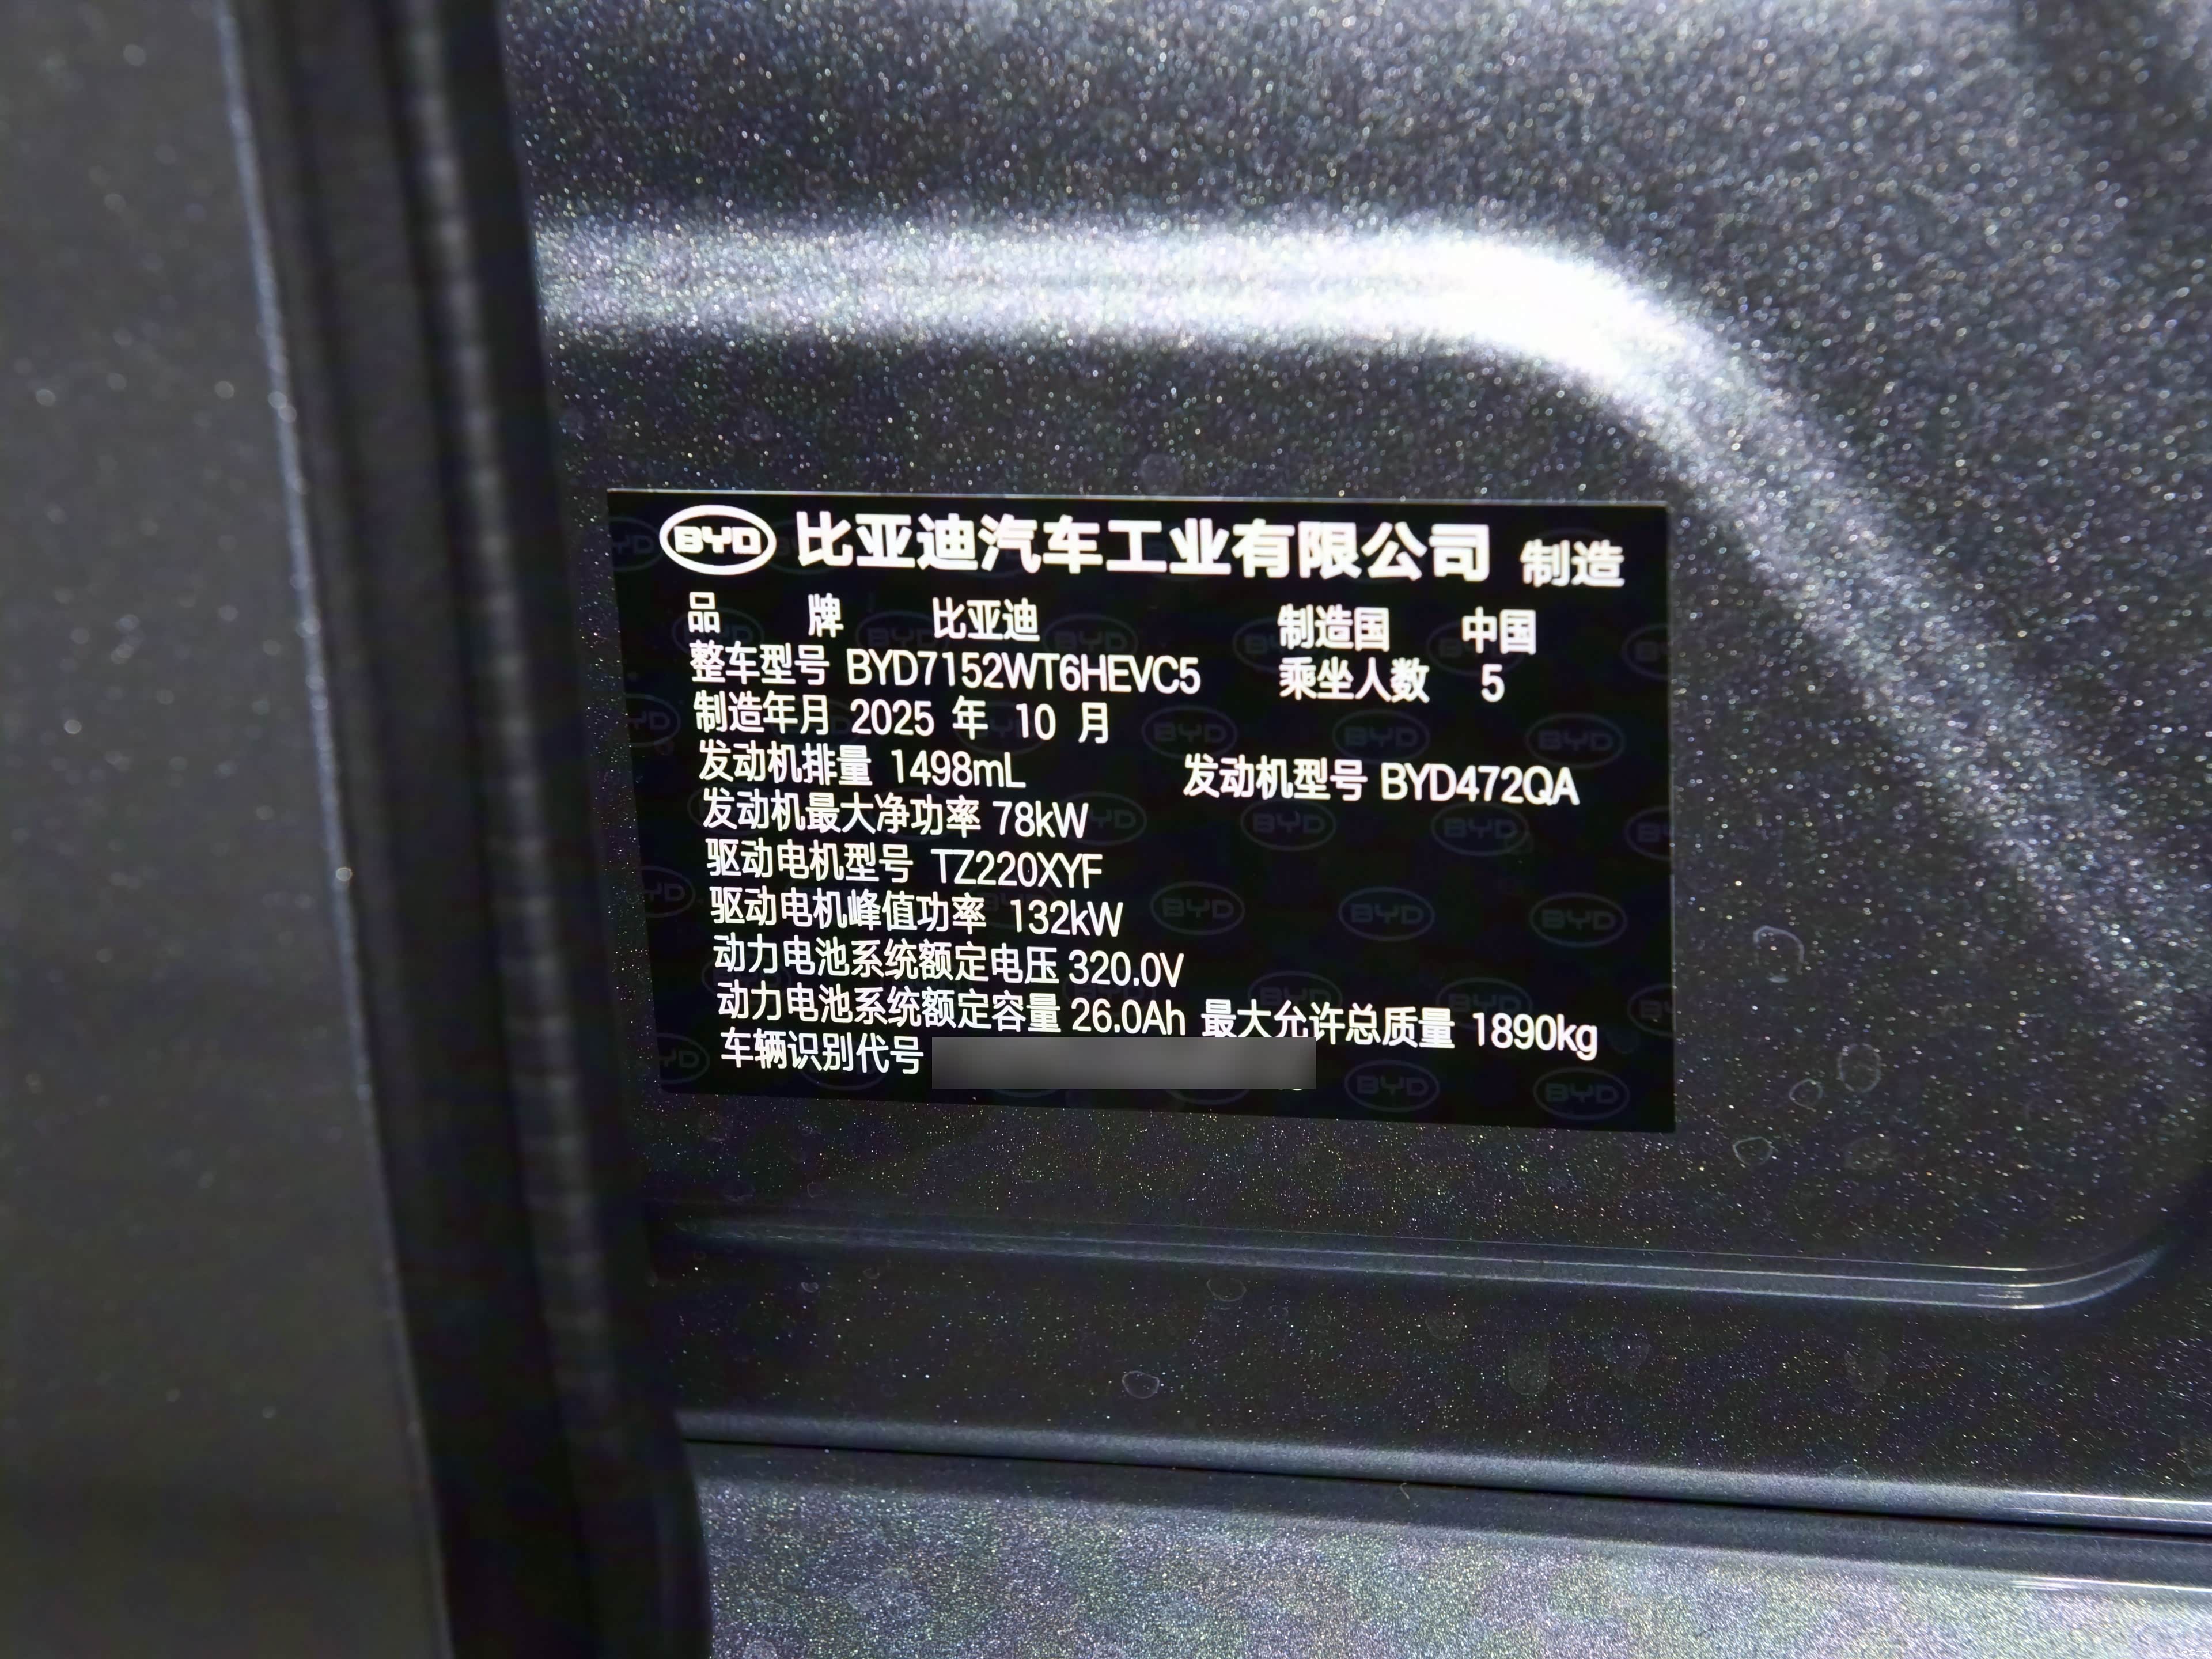 BYD 比亚迪汽车工业有限公司 制造
品 牌 比亚迪 制造国 中国
整车型号 BYD7152WT6HEVC5 乘坐人数 5
制造年月 2025 年 10 月
发动机排量 1498mL 发动机型号 BYD472QA
发动机最大净功率 78kW
驱动电机型号 TZ220XYF
驱动电机峰值功率 132kW
动力电池系统额定电压 320.0V
动力电池系统额定容量 26.0Ah 最大允许总质量 1890kg
车辆识别代号